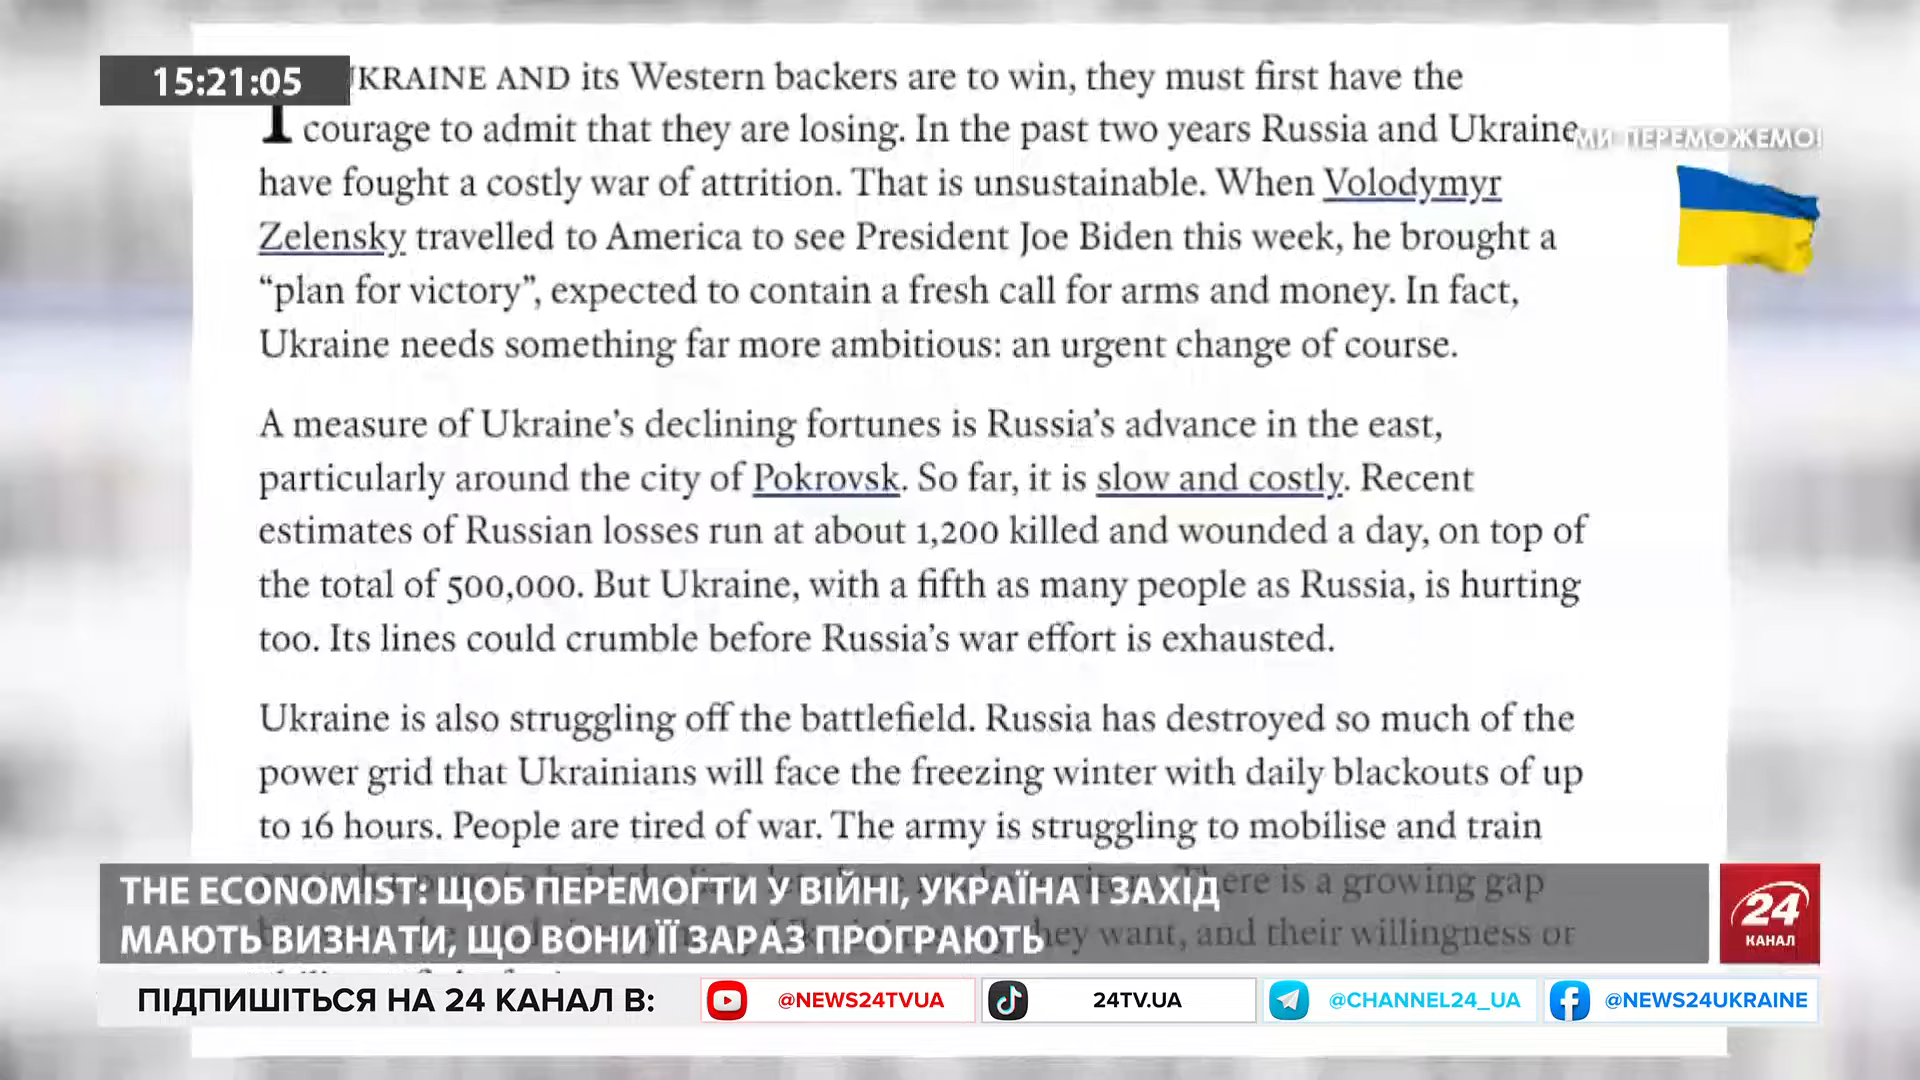 15:21:05
KRAINE AND its Western backers are to win, they must first have the
courage to admit that they are losing. In the past two years Russia and Ukraine
МИ ПЕРЕМОЖЕМО!
have fought a costly war of attrition. That is unsustainable. When Volodymyr
Zelensky travelled to America to see President Joe Biden this week, he brought a
“plan for victory”, expected to contain a fresh call for arms and money. In fact,
Ukraine needs something far more ambitious: an urgent change of course.
A measure of Ukraine’s declining fortunes is Russia’s advance in the east,
particularly around the city of Pokrovsk. So far, it is slow and costly. Recent
estimates of Russian losses run at about 1,200 killed and wounded a day, on top of
the total of 500,000. But Ukraine, with a fifth as many people as Russia, is hurting
too. Its lines could crumble before Russia’s war effort is exhausted.
Ukraine is also struggling off the battlefield. Russia has destroyed so much of the
power grid that Ukrainians will face the freezing winter with daily blackouts of up
to 16 hours. People are tired of war. The army is struggling to mobilise and train
is a growing gap
they want, and their willingness or
THE ECONOMIST: ЩОБ ПЕРЕМОГТИ У ВІЙНІ, УКРАЇНА І ЗАХІД
МАЮТЬ ВИЗНАТИ, ЩО ВОНИ ЇЇ ЗАРАЗ ПРОГРАЮТЬ
24
КАНАЛ
ПІДПИШІТЬСЯ НА 24 КАНАЛ В: @NEWS24TVUA 24TV.UA @CHANNEL24_UA @NEWS24UKRAINE